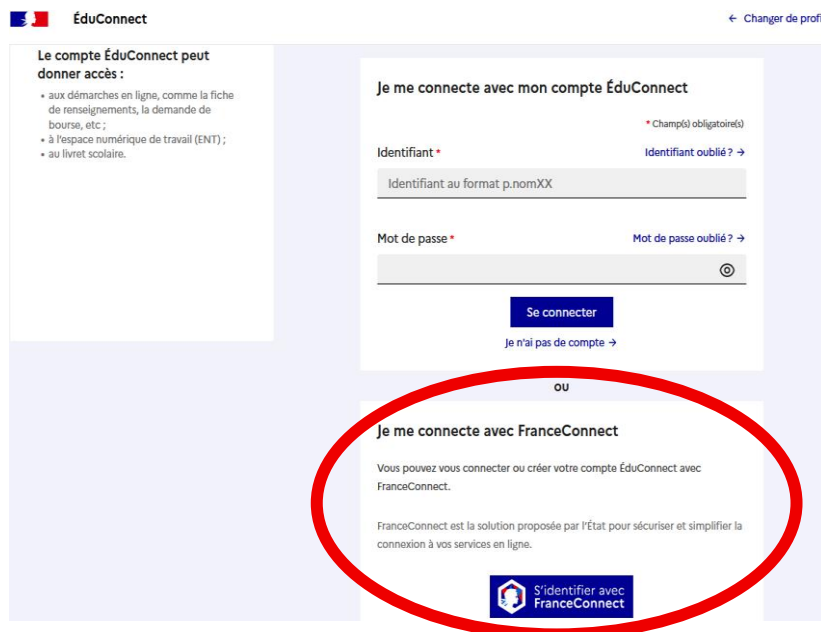 ÉduConnect
← Changer de profi
Le compte ÉduConnect peut
donner accès :
• aux démarches en ligne, comme la fiche
de renseignements, la demande de
bourse, etc ;
• à l'espace numérique de travail (ENT) ;
• au livret scolaire.
Je me connecte avec mon compte ÉduConnect
* Champ(s) obligatoire(s)
Identifiant *
Identifiant oublié ? →
Identifiant au format p.nomXX
Mot de passe *
Mot de passe oublié ? →
Se connecter
Je n'ai pas de compte →
OU
Je me connecte avec FranceConnect
Vous pouvez vous connecter ou créer votre compte ÉduConnect avec
FranceConnect.
FranceConnect est la solution proposée par l'État pour sécuriser et simplifier la
connexion à vos services en ligne.
S'identifier avec
FranceConnect